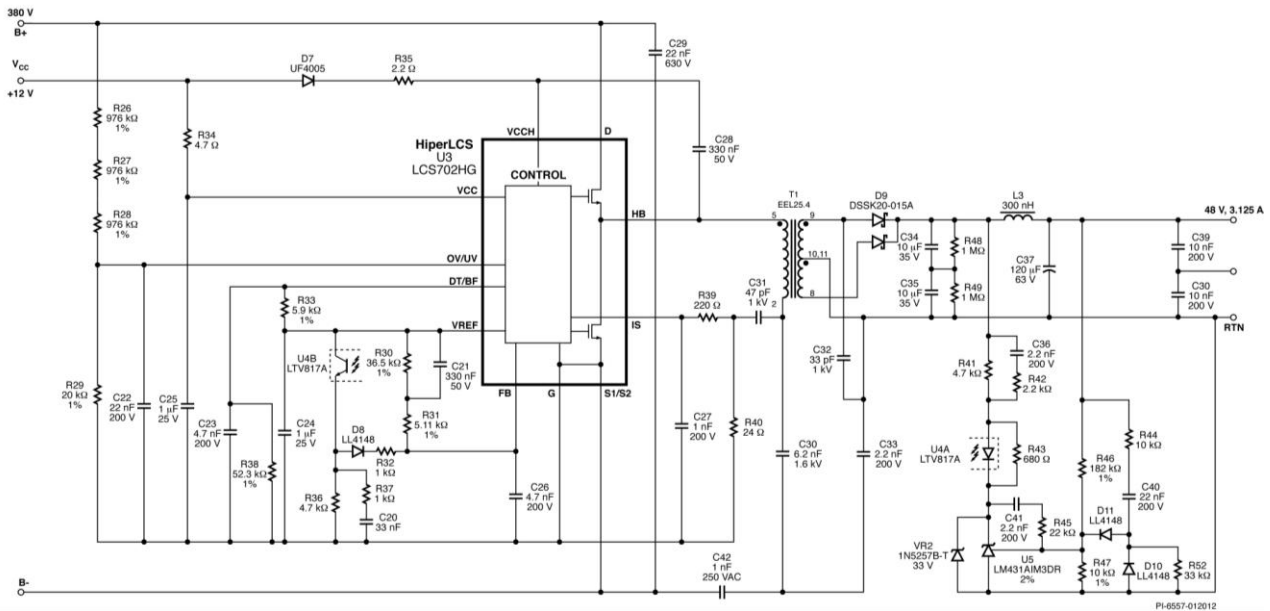 380 V
B+
VCC
+12 V
D7
UF4005
R35
2.2 Ω
C29
22 nF
630 V
R26
976 kΩ
1%
R34
4.7 Ω
R27
976 kΩ
1%
R28
976 kΩ
1%
HiperLCS
U3
LCS702HG
VCCH
D
CONTROL
VCC
HB
OV/UV
DT/BF
VREF
IS
FB
G
S1/S2
C28
330 nF
50 V
T1
EEL25.4
5
9
10,11
8
2
D9
DSSK20-015A
L3
300 nH
48 V, 3.125 A
C34
10 µF
35 V
R48
1 MΩ
C35
10 µF
35 V
R49
1 MΩ
C37
120 µF
63 V
C39
10 nF
200 V
C30
10 nF
200 V
RTN
R33
5.9 kΩ
1%
U4B
LTV817A
R30
36.5 kΩ
1%
C21
330 nF
50 V
R31
5.11 kΩ
1%
R39
220 Ω
C31
47 pF
1 kV
C32
33 pF
1 kV
R41
4.7 kΩ
C36
2.2 nF
200 V
R42
2.2 kΩ
R29
20 kΩ
1%
C22
22 nF
200 V
C25
1 µF
25 V
C23
4.7 nF
200 V
R38
52.3 kΩ
1%
C24
1 µF
25 V
D8
LL4148
R32
1 kΩ
R36
4.7 kΩ
R37
1 kΩ
C20
33 nF
C26
4.7 nF
200 V
C27
1 nF
200 V
R40
24 Ω
C30
6.2 nF
1.6 kV
C33
2.2 nF
200 V
U4A
LTV817A
R43
680 Ω
R46
182 kΩ
1%
R44
10 kΩ
C40
22 nF
200 V
C41
2.2 nF
200 V
R45
22 kΩ
D11
LL4148
VR2
1N5257B-T
33 V
U5
LM431AIM3DR
2%
R47
10 kΩ
1%
D10
LL4148
R52
33 kΩ
B-
C42
1 nF
250 VAC
PI-6557-012012